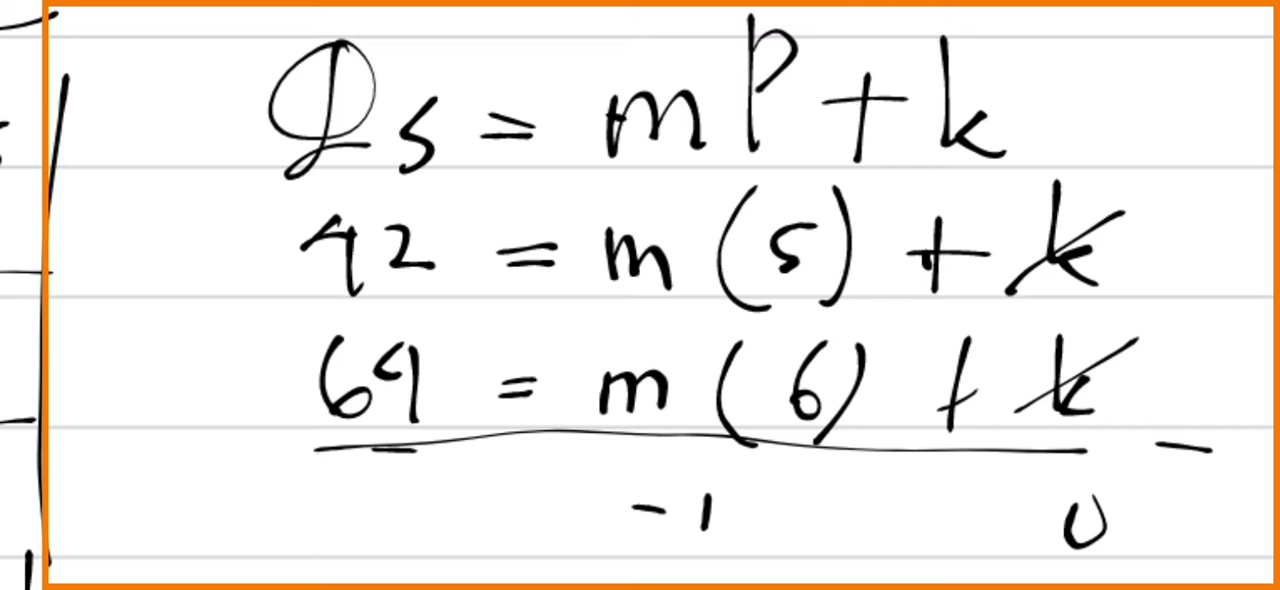 Qs = mP + k
42 = m (5) + k
69 = m (6) + k
-
-1 0